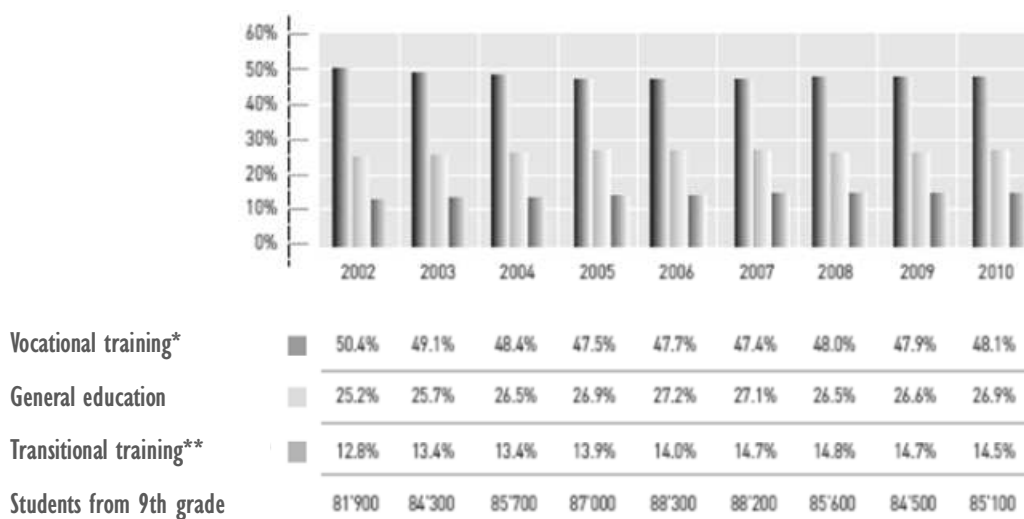 60%
50%
40%
30%
20%
10%
0%
2002 2003 2004 2005 2006 2007 2008 2009 2010
Vocational training* 50.4% 49.1% 48.4% 47.5% 47.7% 47.4% 48.0% 47.9% 48.1%
General education 25.2% 25.7% 26.5% 26.9% 27.2% 27.1% 26.5% 26.6% 26.9%
Transitional training** 12.8% 13.4% 13.4% 13.9% 14.0% 14.7% 14.8% 14.7% 14.5%
Students from 9th grade 81'900 84'300 85'700 87'000 88'300 88'200 85'600 84'500 85'100